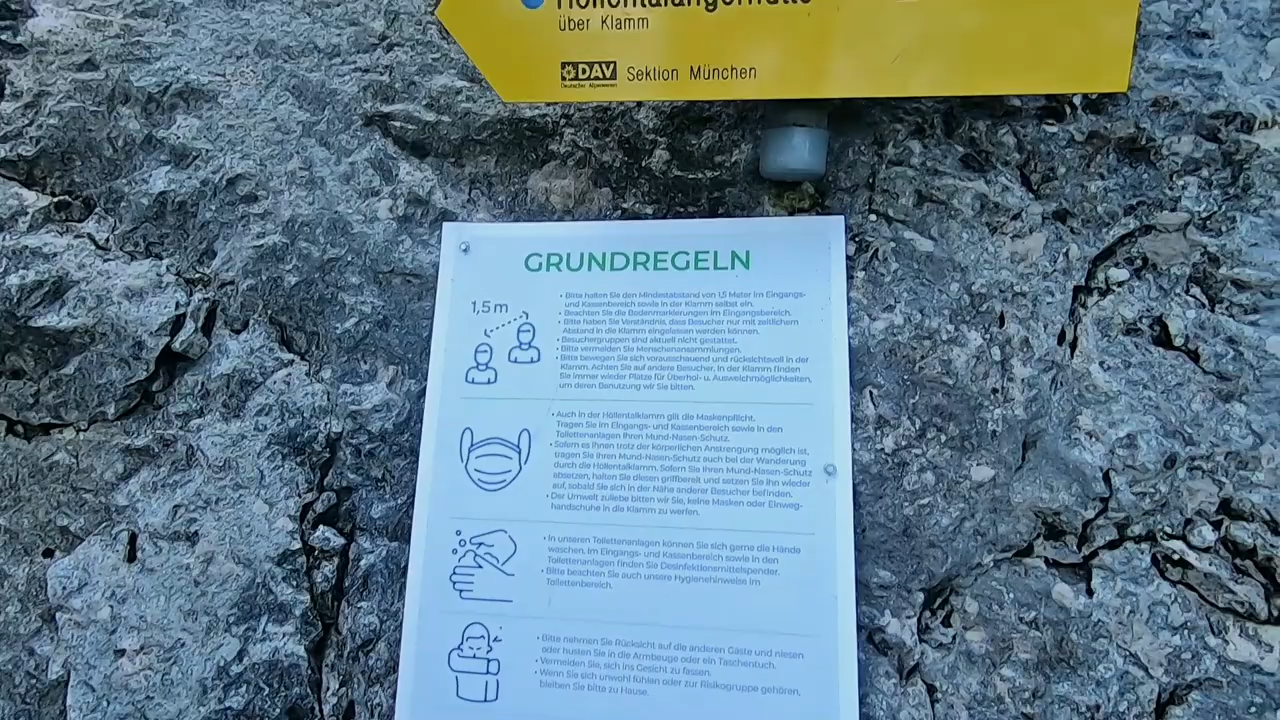 Höllentalangerhütte
über Klamm
DAV
Deutscher Alpenverein
Sektion München
GRUNDREGELN
1,5 m
• Bitte halten Sie den Mindestabstand von 1,5 Meter im Eingangs-
und Kassenbereich sowie in der Klamm selbst ein.
• Beachten Sie die Bodenmarkierungen im Eingangsbereich.
• Bitte haben Sie Verständnis, dass Besucher nur mit zeitlichem
Abstand in die Klamm eingelassen werden können.
• Besuchergruppen sind aktuell nicht gestattet.
• Bitte vermeiden Sie Menschenansammlungen.
• Bitte bewegen Sie sich vorausschauend und rücksichtsvoll in der
Klamm. Achten Sie auf andere Besucher. In der Klamm finden
Sie immer wieder Plätze für Überhol- u. Ausweichmöglichkeiten,
um deren Benutzung wir Sie bitten.
• Auch in der Höllentalklamm gilt die Maskenpflicht.
Tragen Sie im Eingangs- und Kassenbereich sowie in den
Toilettenanlagen Ihren Mund-Nasen-Schutz.
• Sofern es Ihnen trotz der körperlichen Anstrengung möglich ist,
tragen Sie Ihren Mund-Nasen-Schutz auch bei der Wanderung
durch die Höllentalklamm. Sofern Sie Ihren Mund-Nasen-Schutz
absetzen, halten Sie diesen griffbereit und setzen Sie ihn wieder
auf, sobald Sie sich in der Nähe anderer Besucher befinden.
• Der Umwelt zuliebe bitten wir Sie, keine Masken oder Einweg-
handschuhe in die Klamm zu werfen.
• In unseren Toilettenanlagen können Sie sich gerne die Hände
waschen. Im Eingangs- und Kassenbereich sowie in den
Toilettenanlagen finden Sie Desinfektionsmittelspender.
• Bitte beachten Sie auch unsere Hygienehinweise im
Toilettenbereich.
• Bitte nehmen Sie Rücksicht auf die anderen Gäste und niesen
oder husten Sie in die Armbeuge oder ein Taschentuch.
• Vermeiden Sie, sich ins Gesicht zu fassen.
• Wenn Sie sich unwohl fühlen oder zur Risikogruppe gehören,
bleiben Sie bitte zu Hause.